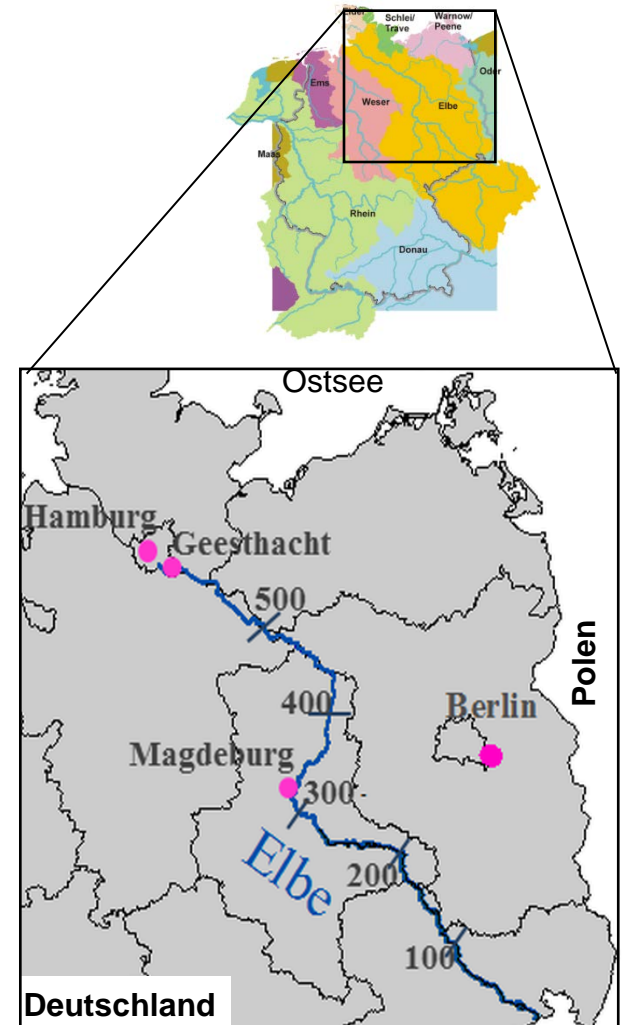 Eider
Schlei/
Trave
Warnow/
Peene
Oder
Ems
Weser
Elbe
Maas
Rhein
Donau
Ostsee
Hamburg
Geesthacht
500
Polen
400
Berlin
Magdeburg
300
Elbe
200
100
Deutschland